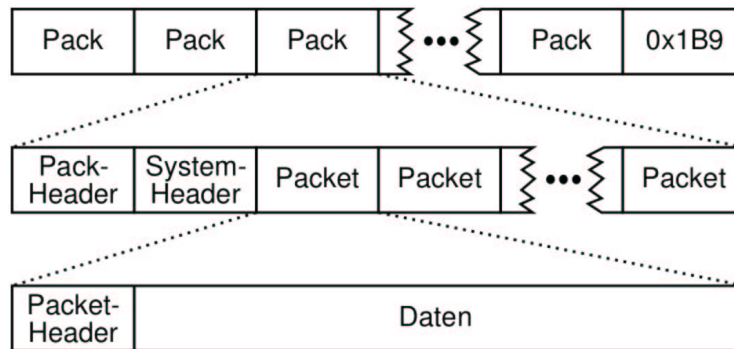 Pack Pack Pack ••• Pack 0x1B9
Pack-
Header
System-
Header
Packet Packet ••• Packet
Packet-
Header
Daten